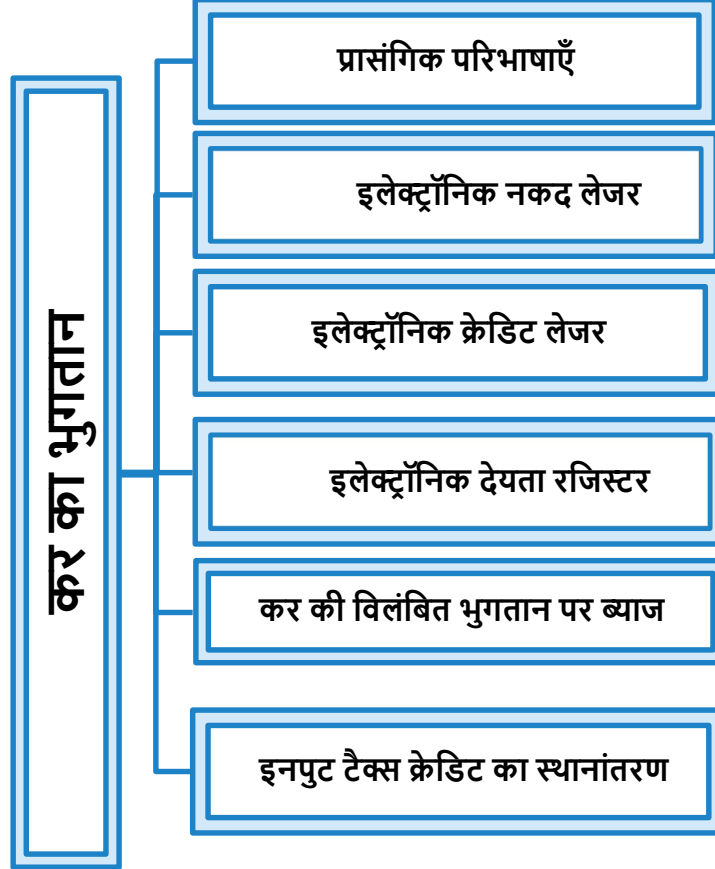 कर का भुगतान
प्रासंगिक परिभाषाएँ
इलेक्ट्रॉनिक नकद लेजर
इलेक्ट्रॉनिक क्रेडिट लेजर
इलेक्ट्रॉनिक देयता रजिस्टर
कर की विलंबित भुगतान पर ब्याज
इनपुट टैक्स क्रेडिट का स्थानांतरण